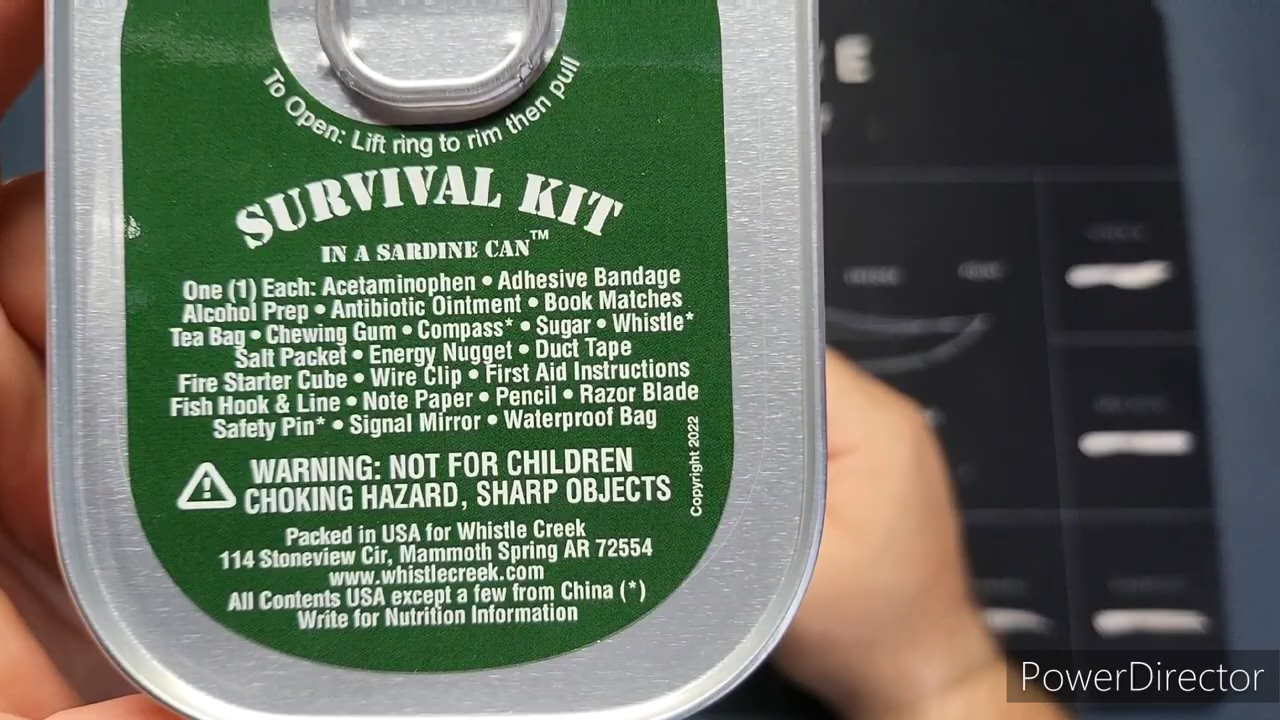 To Open: Lift ring to rim then pull
SURVIVAL KIT
IN A SARDINE CAN™
One (1) Each: Acetaminophen • Adhesive Bandage
Alcohol Prep • Antibiotic Ointment • Book Matches
Tea Bag • Chewing Gum • Compass* • Sugar • Whistle*
Salt Packet • Energy Nugget • Duct Tape
Fire Starter Cube • Wire Clip • First Aid Instructions
Fish Hook & Line • Note Paper • Pencil • Razor Blade
Safety Pin* • Signal Mirror • Waterproof Bag
WARNING: NOT FOR CHILDREN
CHOKING HAZARD, SHARP OBJECTS
Copyright 2022
Packed in USA for Whistle Creek
114 Stoneview Cir, Mammoth Spring AR 72554
www.whistlecreek.com
All Contents USA except a few from China (*)
Write for Nutrition Information
PowerDirector